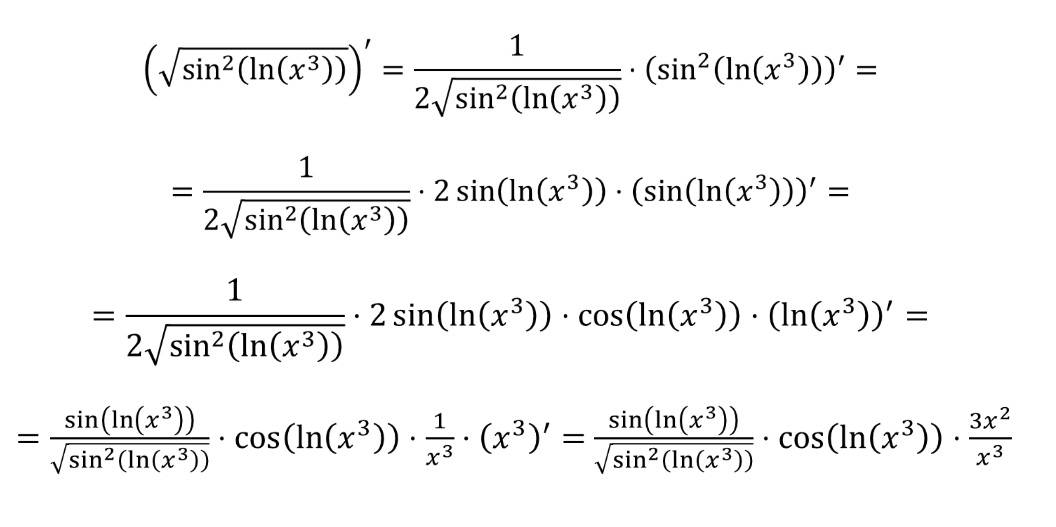 (√sin²(ln(x³)))′ = 1/(2√sin²(ln(x³))) · (sin²(ln(x³)))′ =
= 1/(2√sin²(ln(x³))) · 2 sin(ln(x³)) · (sin(ln(x³)))′ =
= 1/(2√sin²(ln(x³))) · 2 sin(ln(x³)) · cos(ln(x³)) · (ln(x³))′ =
= sin(ln(x³))/√sin²(ln(x³)) · cos(ln(x³)) · 1/x³ · (x³)′ = sin(ln(x³))/√sin²(ln(x³)) · cos(ln(x³)) · 3x²/x³